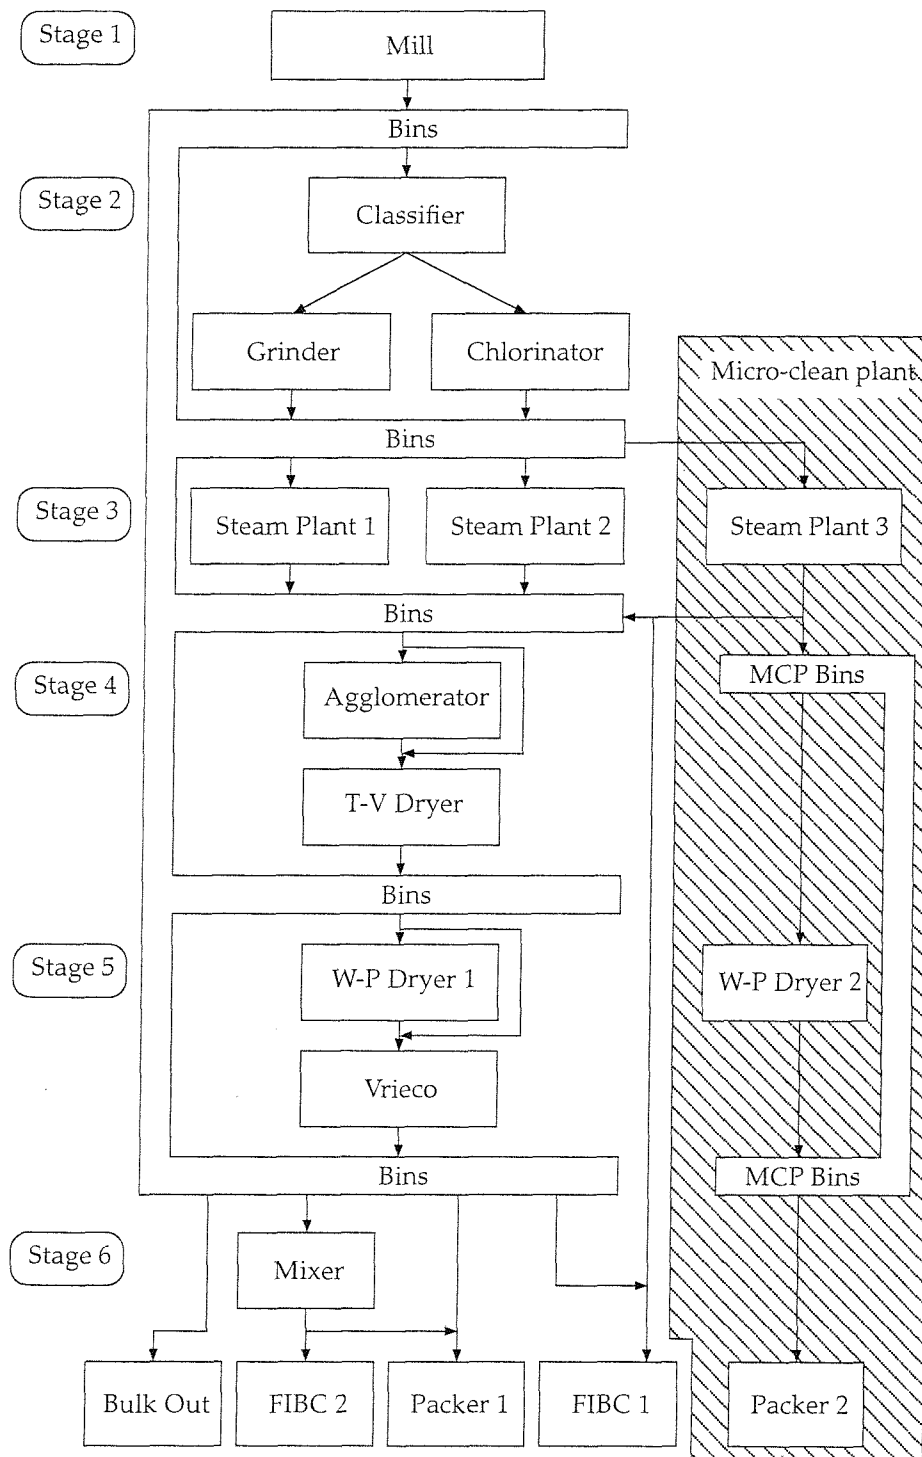 Stage 1
Mill
Bins
Stage 2
Classifier
Grinder
Chlorinator
Micro-clean plant
Bins
Stage 3
Steam Plant 1
Steam Plant 2
Steam Plant 3
Bins
Stage 4
Agglomerator
MCP Bins
T-V Dryer
Bins
Stage 5
W-P Dryer 1
W-P Dryer 2
Vrieco
Bins
MCP Bins
Stage 6
Mixer
Bulk Out
FIBC 2
Packer 1
FIBC 1
Packer 2